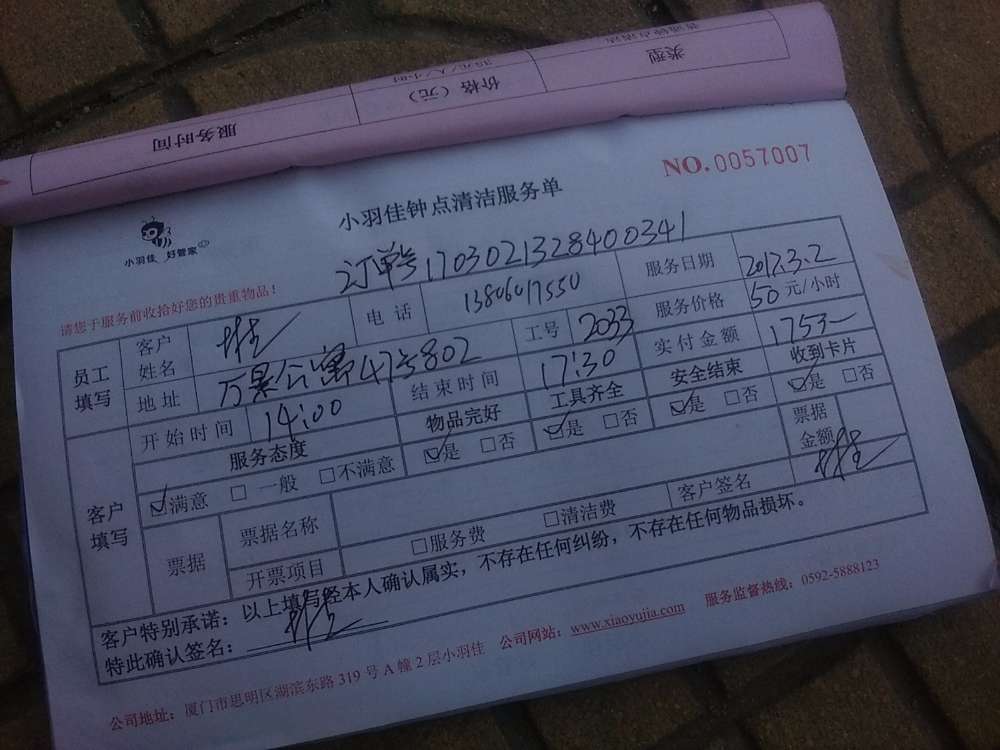 类型
价格（元）
服务时间
普通钟点清洁
小羽佳 好管家
小羽佳钟点清洁服务单
NO.0057007
请您于服务前收拾好您的贵重物品！
订单号1703021328400341
员工填写
客户姓名
电话 13806017550
服务日期 2017.3.2
地址 万景公寓4号802
工号 2033
服务价格 50元/小时
开始时间 14:00
结束时间 17:30
实付金额 175
客户填写
服务态度
物品完好
工具齐全
安全结束
收到卡片
☑满意 □一般 □不满意
☑是 □否
☑是 □否
☑是 □否
☑是 □否
票据
票据名称
票据金额
开票项目
□服务费 □清洁费
客户签名
客户特别承诺：以上填写经本人确认属实，不存在任何纠纷，不存在任何物品损坏。
特此确认签名：
公司地址：厦门市思明区湖滨东路319号A幢2层小羽佳 公司网站：www.xiaoyujia.com 服务监督热线：0592-5888123